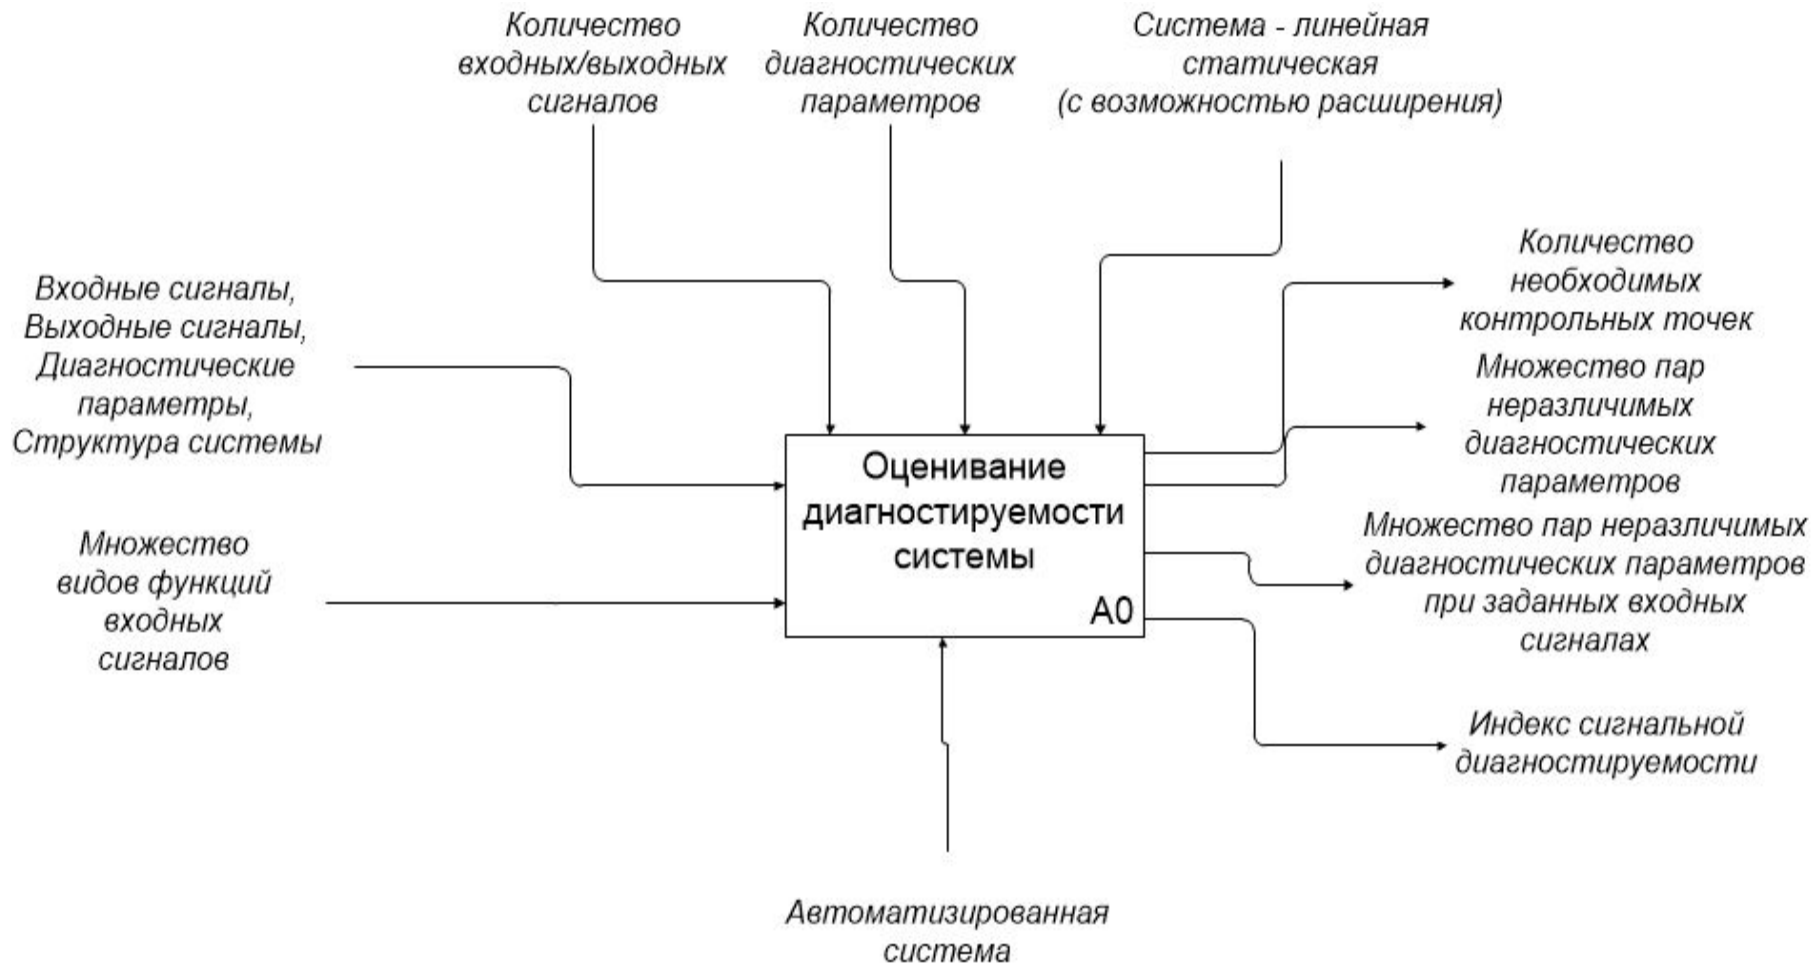 Количество
входных/выходных
сигналов
Количество
диагностических
параметров
Система - линейная
статическая
(с возможностью расширения)
Входные сигналы,
Выходные сигналы,
Диагностические
параметры,
Структура системы
Множество
видов функций
входных
сигналов
Оценивание
диагностируемости
системы
А0
Количество
необходимых
контрольных точек
Множество пар
неразличимых
диагностических
параметров
Множество пар неразличимых
диагностических параметров
при заданных входных
сигналах
Индекс сигнальной
диагностируемости
Автоматизированная
система